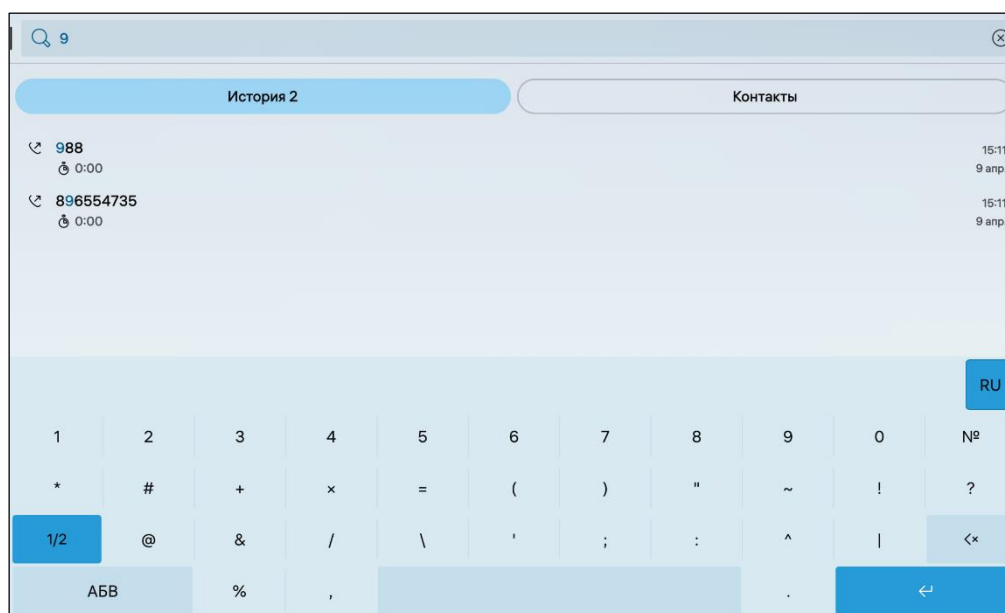 9
История 2 Контакты
988 15:11
0:00 9 апр.
896554735 15:11
0:00 9 апр.
RU
1 2 3 4 5 6 7 8 9 0 №
* # + × = ( ) " ~ ! ?
1/2 @ & / \ ' ; : ^ |
АБВ % , .